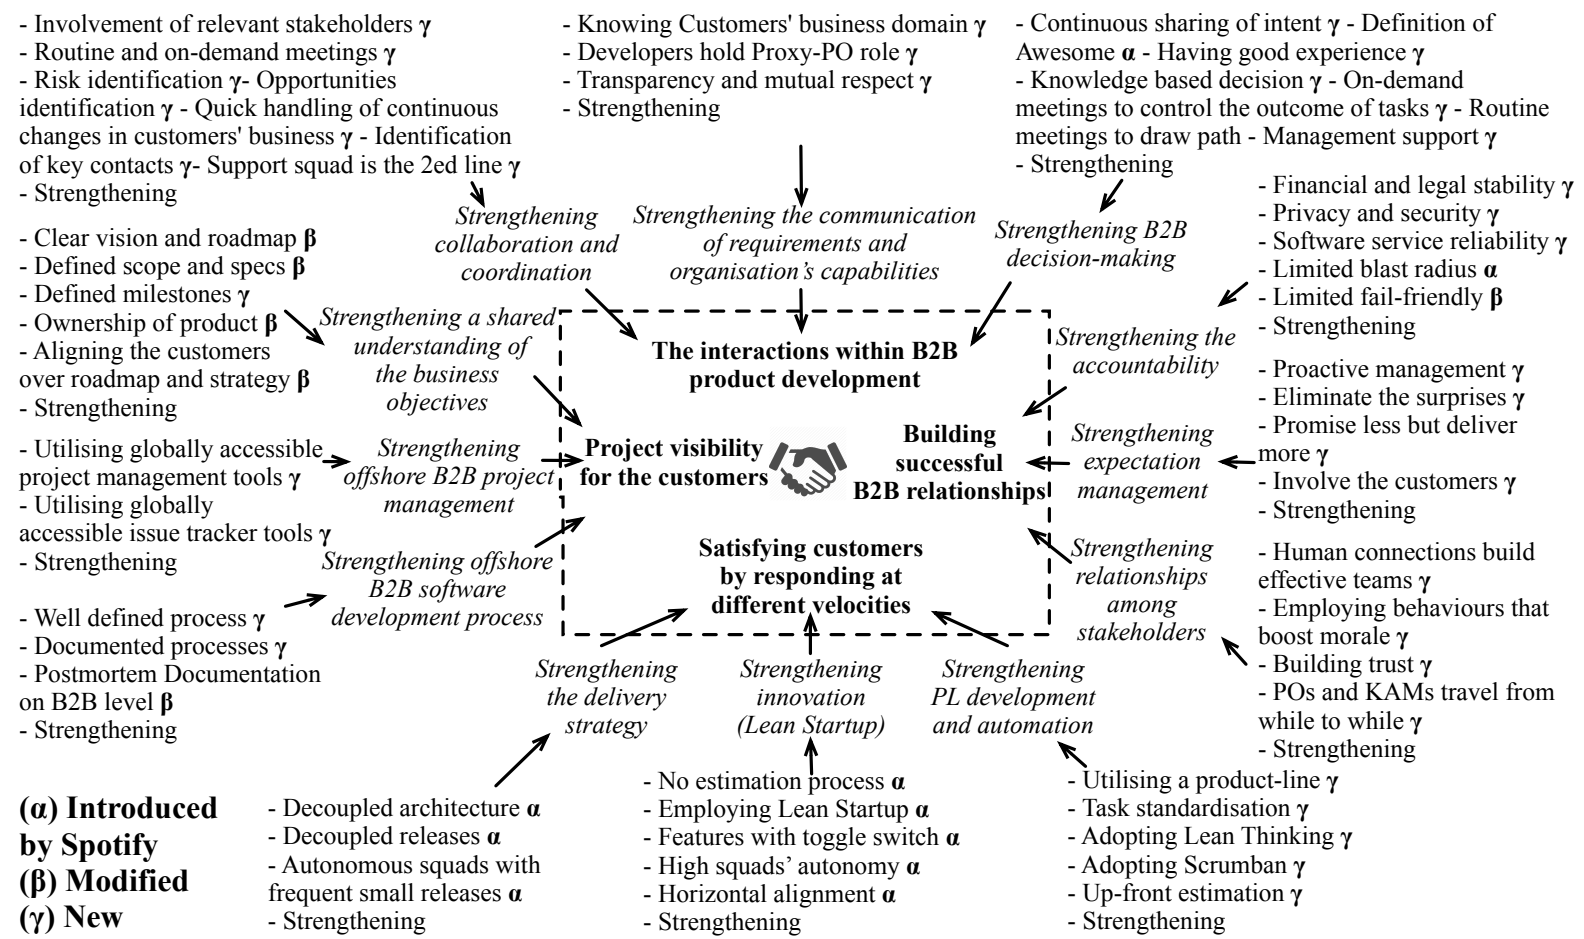 - Involvement of relevant stakeholders γ
- Routine and on-demand meetings γ
- Risk identification γ- Opportunities
identification γ - Quick handling of continuous
changes in customers' business γ - Identification
of key contacts γ- Support squad is the 2ed line γ
- Strengthening
- Knowing Customers' business domain γ
- Developers hold Proxy-PO role γ
- Transparency and mutual respect γ
- Strengthening
- Continuous sharing of intent γ - Definition of
Awesome α - Having good experience γ
- Knowledge based decision γ - On-demand
meetings to control the outcome of tasks γ - Routine
meetings to draw path - Management support γ
- Strengthening
Strengthening
collaboration and
coordination
Strengthening the communication
of requirements and
organisation’s capabilities
Strengthening B2B
decision-making
- Financial and legal stability γ
- Privacy and security γ
- Software service reliability γ
- Limited blast radius α
- Limited fail-friendly β
- Strengthening
- Clear vision and roadmap β
- Defined scope and specs β
- Defined milestones γ
- Ownership of product β
- Aligning the customers
over roadmap and strategy β
- Strengthening
Strengthening a shared
understanding of
the business
objectives
The interactions within B2B
product development
Strengthening the
accountability
- Proactive management γ
- Eliminate the surprises γ
- Promise less but deliver
more γ
- Involve the customers γ
- Strengthening
- Utilising globally accessible
project management tools γ
- Utilising globally
accessible issue tracker tools γ
- Strengthening
Strengthening
offshore B2B project
management
Project visibility
for the customers
Building
successful
B2B relationships
Strengthening
expectation
management
Strengthening offshore
B2B software
development process
Satisfying customers
by responding at
different velocities
Strengthening
relationships
among
stakeholders
- Human connections build
effective teams γ
- Employing behaviours that
boost morale γ
- Building trust γ
- POs and KAMs travel from
while to while γ
- Strengthening
- Well defined process γ
- Documented processes γ
- Postmortem Documentation
on B2B level β
- Strengthening
Strengthening
the delivery
strategy
Strengthening
innovation
(Lean Startup)
Strengthening
PL development
and automation
(α) Introduced
by Spotify
(β) Modified
(γ) New
- Decoupled architecture α
- Decoupled releases α
- Autonomous squads with
frequent small releases α
- Strengthening
- No estimation process α
- Employing Lean Startup α
- Features with toggle switch α
- High squads’ autonomy α
- Horizontal alignment α
- Strengthening
- Utilising a product-line γ
- Task standardisation γ
- Adopting Lean Thinking γ
- Adopting Scrumban γ
- Up-front estimation γ
- Strengthening